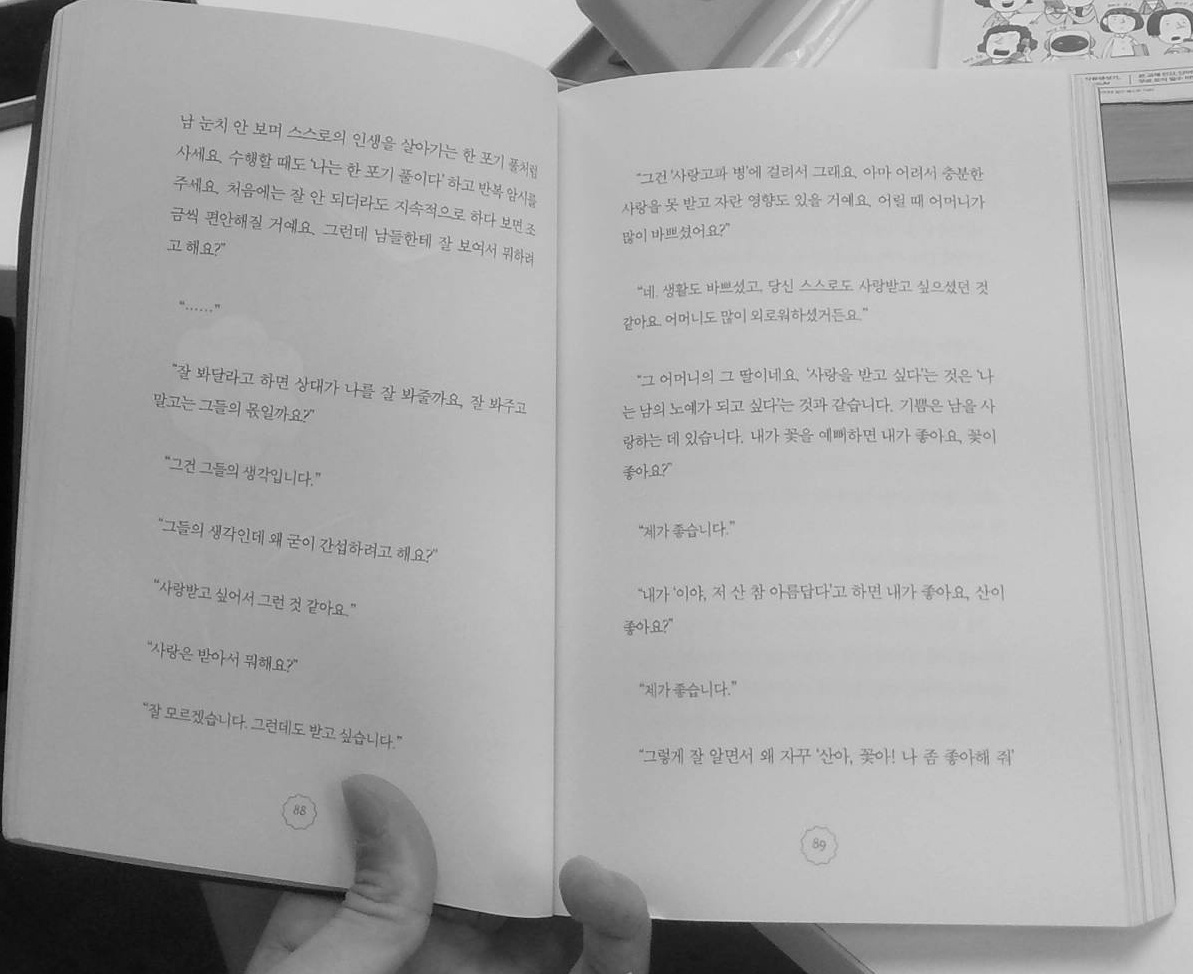 남 눈치 안 보며 스스로의 인생을 살아가는 한 포기 풀처럼
사세요. 수행할 때도 '나는 한 포기 풀이다' 하고 반복 암시를
주세요. 처음에는 잘 안 되더라도 지속적으로 하다 보면 조
금씩 편안해질 거예요. 그런데 남들한테 잘 보여서 뭐하려
고 해요?"
"……"
"잘 봐달라고 하면 상대가 나를 잘 봐줄까요, 잘 봐주고
말고는 그들의 몫일까요?"
"그건 그들의 생각입니다."
"그들의 생각인데 왜 굳이 간섭하려고 해요?"
"사랑받고 싶어서 그런 것 같아요."
"사랑은 받아서 뭐해요?"
"잘 모르겠습니다. 그런데도 받고 싶습니다."
88
"그건 '사랑고파 병'에 걸려서 그래요. 아마 어려서 충분한
사랑을 못 받고 자란 영향도 있을 거예요. 어릴 때 어머니가
많이 바쁘셨어요?"
"네. 생활도 바쁘셨고, 당신 스스로도 사랑받고 싶으셨던 것
같아요. 어머니도 많이 외로워하셨거든요."
"그 어머니의 그 딸이네요. '사랑을 받고 싶다'는 것은 '나
는 남의 노예가 되고 싶다'는 것과 같습니다. 기쁨은 남을 사
랑하는 데 있습니다. 내가 꽃을 예뻐하면 내가 좋아요, 꽃이
좋아요?"
"제가 좋습니다."
"내가 '이야, 저 산 참 아름답다'고 하면 내가 좋아요, 산이
좋아요?"
"제가 좋습니다."
"그렇게 잘 알면서 왜 자꾸 '산아, 꽃아! 나 좀 좋아해 줘'
89